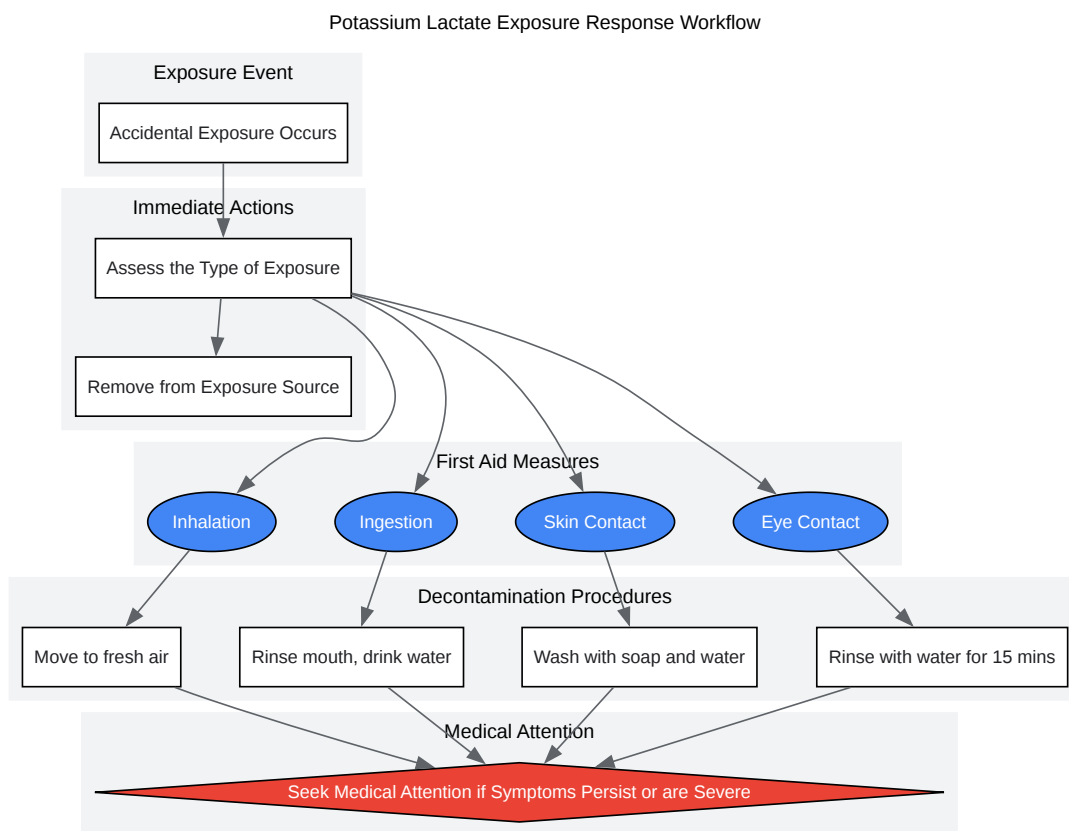 Potassium Lactate Exposure Response Workflow
Exposure Event
Accidental Exposure Occurs
Immediate Actions
Assess the Type of Exposure
Remove from Exposure Source
First Aid Measures
Inhalation
Ingestion
Skin Contact
Eye Contact
Decontamination Procedures
Move to fresh air
Rinse mouth, drink water
Wash with soap and water
Rinse with water for 15 mins
Medical Attention
Seek Medical Attention if Symptoms Persist or are Severe